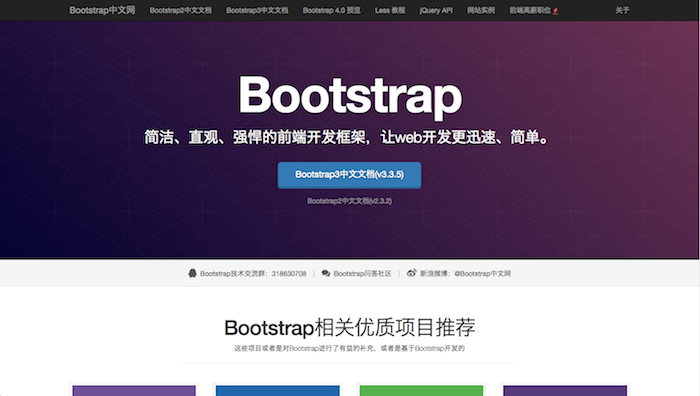 Bootstrap中文网 Bootstrap2中文文档 Bootstrap3中文文档 Bootstrap 4.0 预览 Less 教程 jQuery API 网站实例 前端高薪职位 关于
Bootstrap
简洁、直观、强悍的前端开发框架，让web开发更迅速、简单。
Bootstrap3中文文档(v3.3.5)
Bootstrap2中文文档(v2.3.2)
Bootstrap技术交流群：318630708 | Bootstrap问答社区 | 新浪微博：@Bootstrap中文网
Bootstrap相关优质项目推荐
这些项目或者是对Bootstrap进行了有益的补充，或者是基于Bootstrap开发的